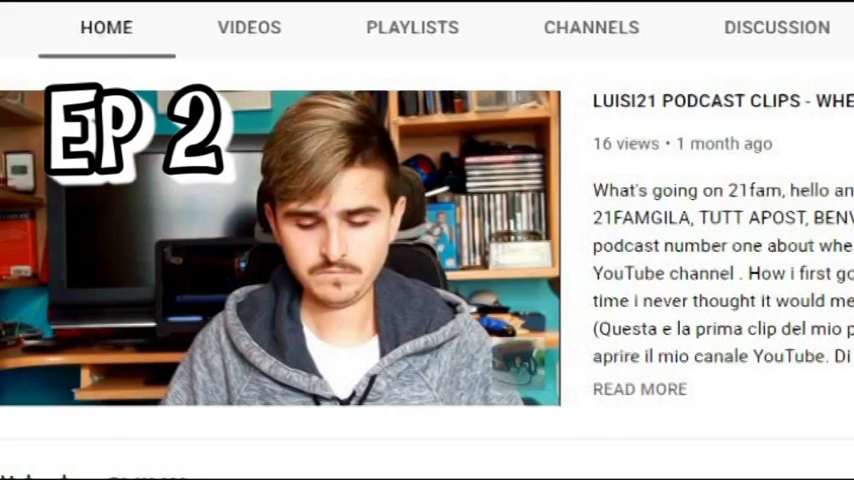 HOME VIDEOS PLAYLISTS CHANNELS DISCUSSION
EP 2
LUISI21 PODCAST CLIPS - WHE
16 views • 1 month ago
What's going on 21fam, hello an
21FAMGILA, TUTT APOST, BENV
podcast number one about whe
YouTube channel . How i first go
time i never thought it would me
(Questa e la prima clip del mio p
aprire il mio canale YouTube. Di
READ MORE